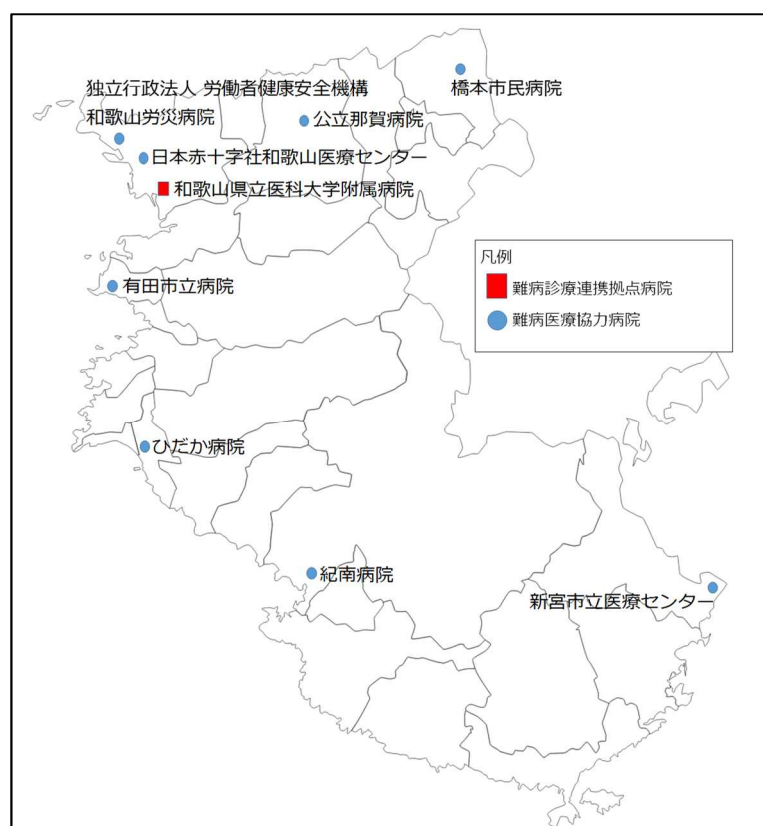 橋本市民病院
独立行政法人 労働者健康安全機構
和歌山労災病院
公立那賀病院
日本赤十字社和歌山医療センター
和歌山県立医科大学附属病院
凡例
難病診療連携拠点病院
難病医療協力病院
有田市立病院
ひだか病院
紀南病院
新宮市立医療センター